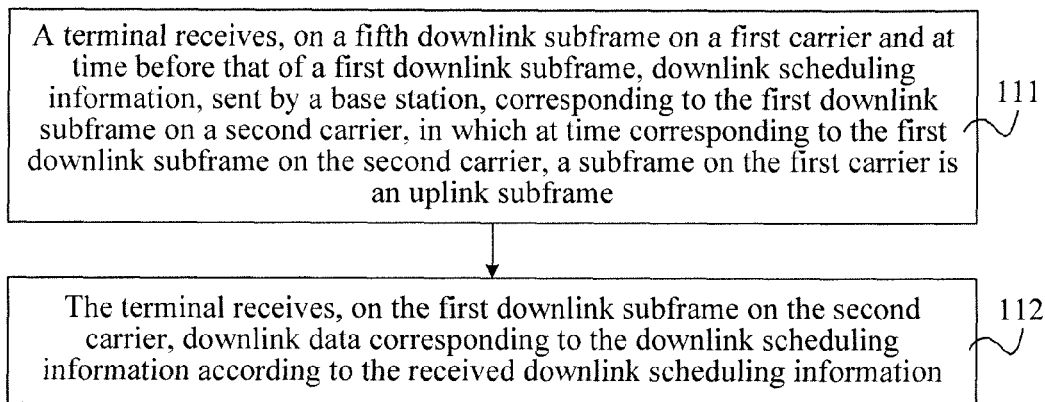 A terminal receives, on a fifth downlink subframe on a first carrier and at
time before that of a first downlink subframe, downlink scheduling
information, sent by a base station, corresponding to the first downlink
subframe on a second carrier, in which at time corresponding to the first
downlink subframe on the second carrier, a subframe on the first carrier is
an uplink subframe
111
The terminal receives, on the first downlink subframe on the second
carrier, downlink data corresponding to the downlink scheduling
information according to the received downlink scheduling information
112